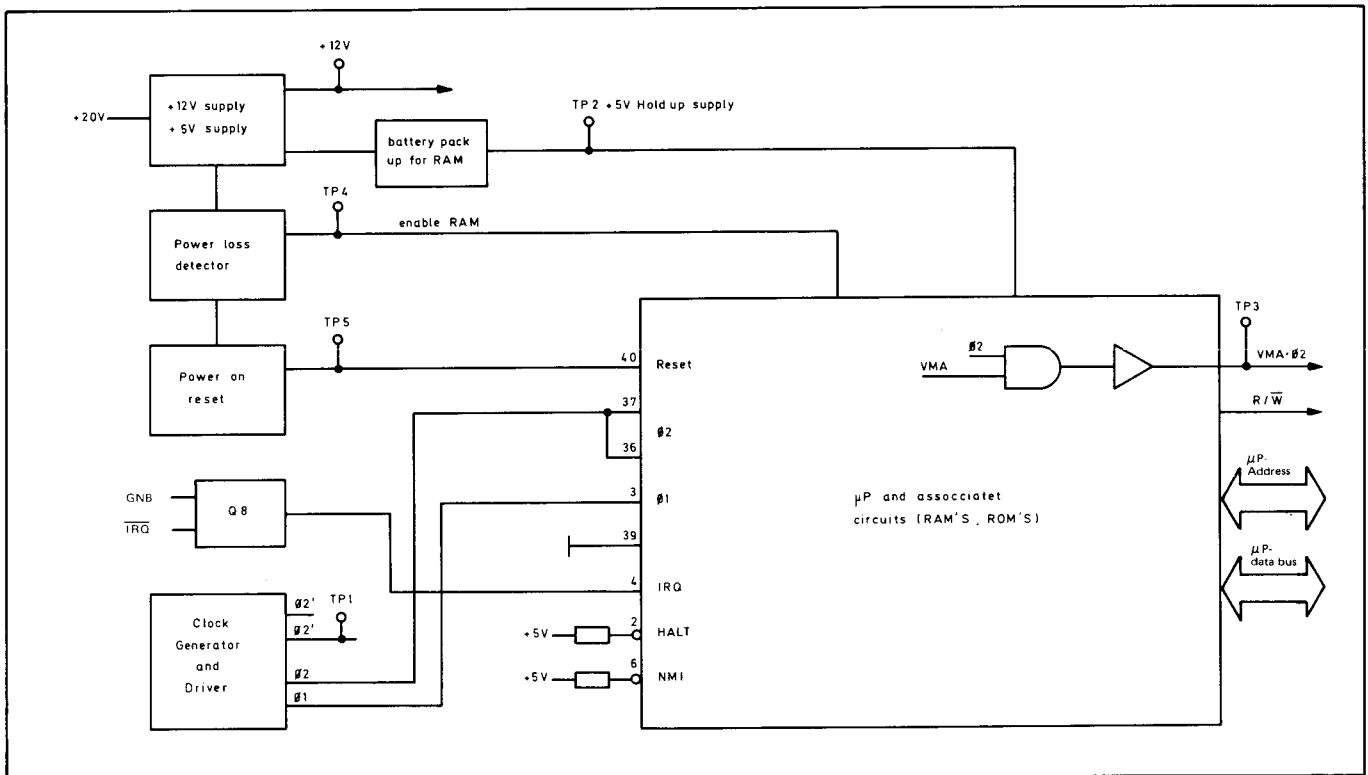 +12V
+20V
+12V supply
+5V supply
TP2 +5V Hold up supply
battery pack
up for RAM
TP4
enable RAM
Power loss
detector
TP5
Power on
reset
40
Reset
37
Ø2
36
3
Ø1
39
4
IRQ
2
+5V
HALT
6
+5V
NMI
GNB
IRQ
Q8
Clock
Generator
and
Driver
Ø2'
TP1
Ø2'
Ø2
Ø1
µP and assocciatet
circuits (RAM'S, ROM'S)
Ø2
VMA
TP3
VMA·Ø2
R/W̅
µP-
Address
µP-
data bus